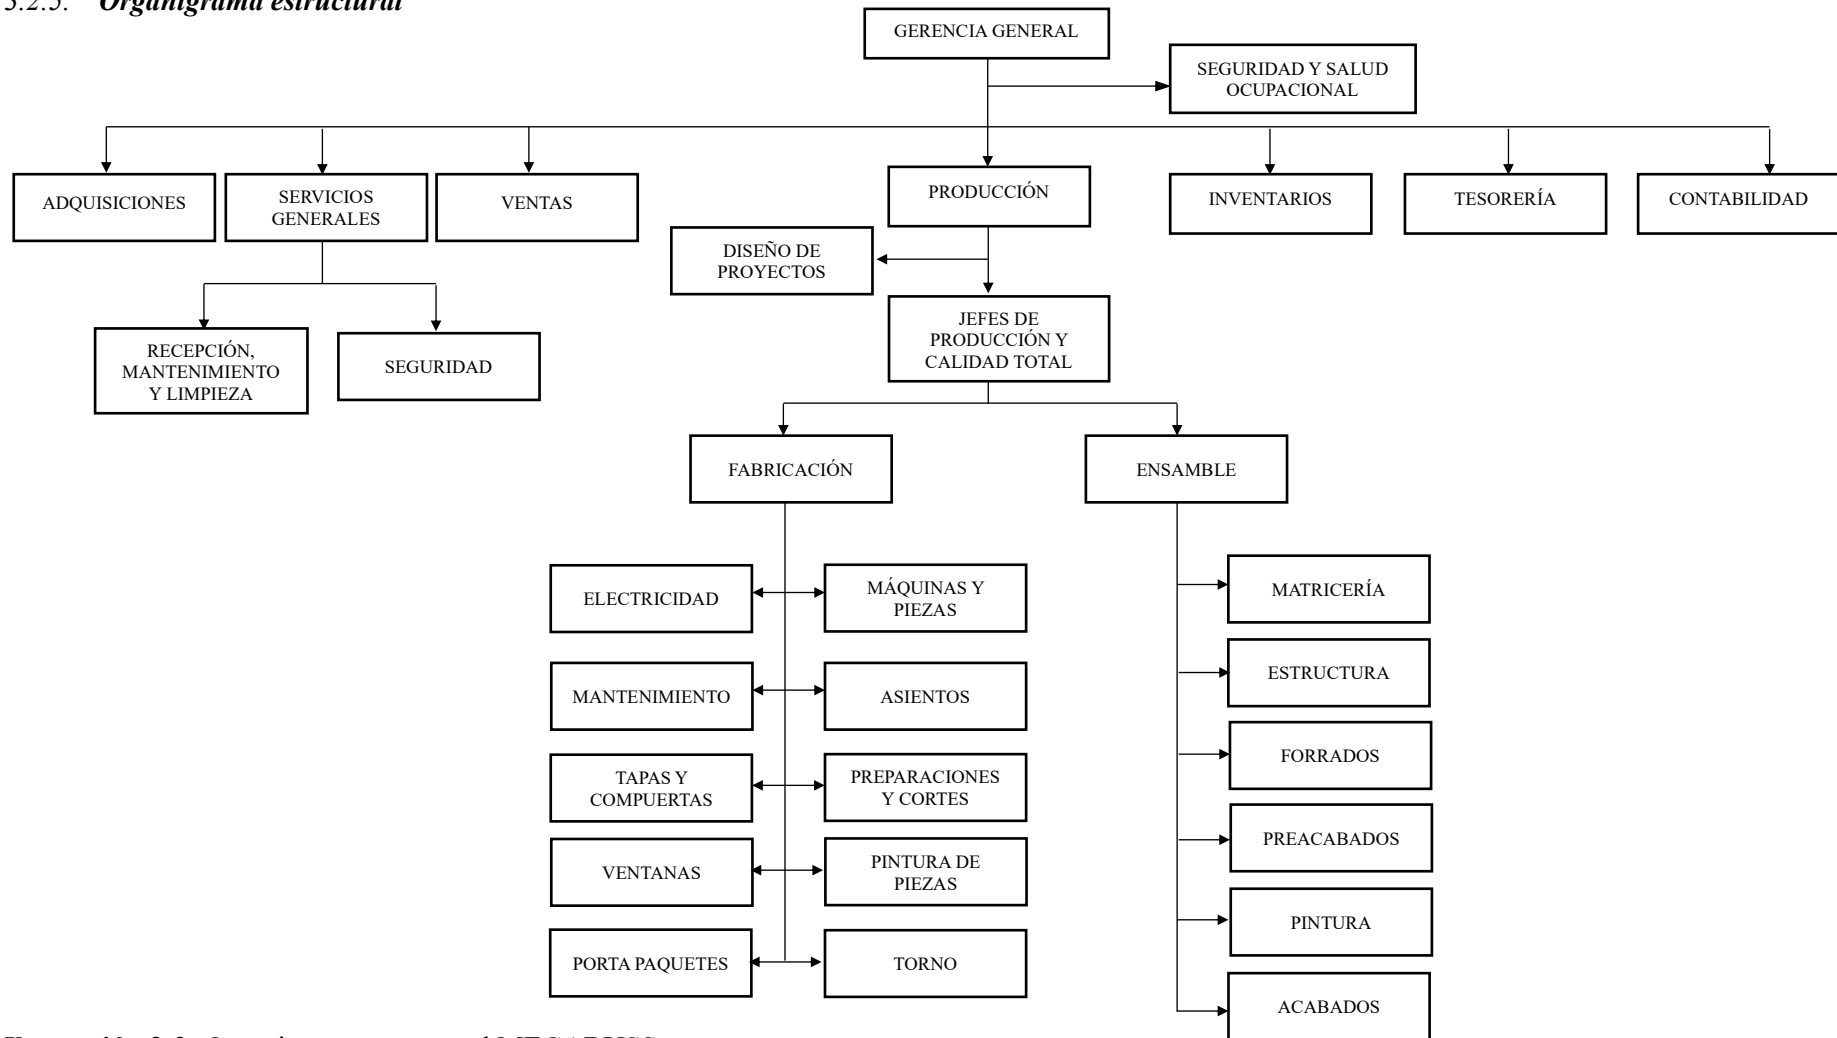 Organigrama estructural
GERENCIA GENERAL
SEGURIDAD Y SALUD
OCUPACIONAL
ADQUISICIONES
SERVICIOS
GENERALES
VENTAS
PRODUCCIÓN
INVENTARIOS
TESORERÍA
CONTABILIDAD
DISEÑO DE
PROYECTOS
JEFES DE
PRODUCCIÓN Y
CALIDAD TOTAL
RECEPCIÓN,
MANTENIMIENTO
Y LIMPIEZA
SEGURIDAD
FABRICACIÓN
ENSAMBLE
ELECTRICIDAD
MÁQUINAS Y
PIEZAS
MANTENIMIENTO
ASIENTOS
TAPAS Y
COMPUERTAS
PREPARACIONES
Y CORTES
VENTANAS
PINTURA DE
PIEZAS
PORTA PAQUETES
TORNO
MATRICERÍA
ESTRUCTURA
FORRADOS
PREACABADOS
PINTURA
ACABADOS